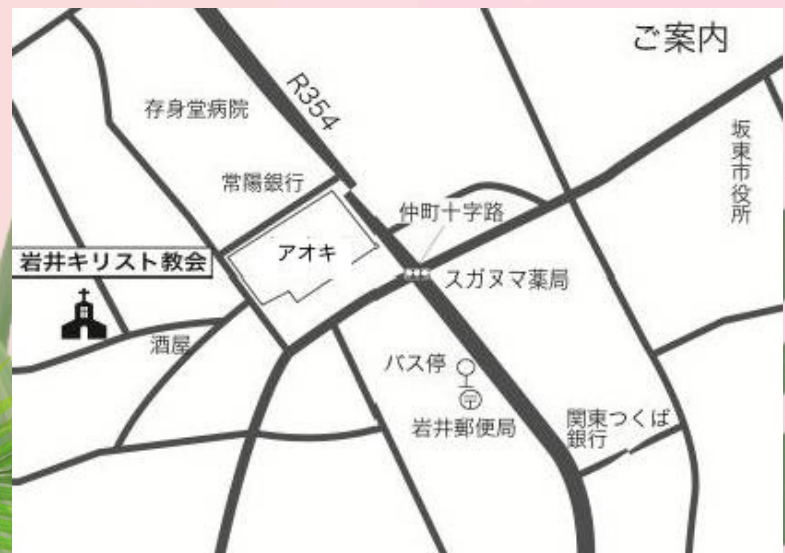 ご案内
R354
存身堂病院
坂東市役所
常陽銀行
仲町十字路
アオキ
岩井キリスト教会
スガヌマ薬局
酒屋
バス停
岩井郵便局
関東つくば
銀行